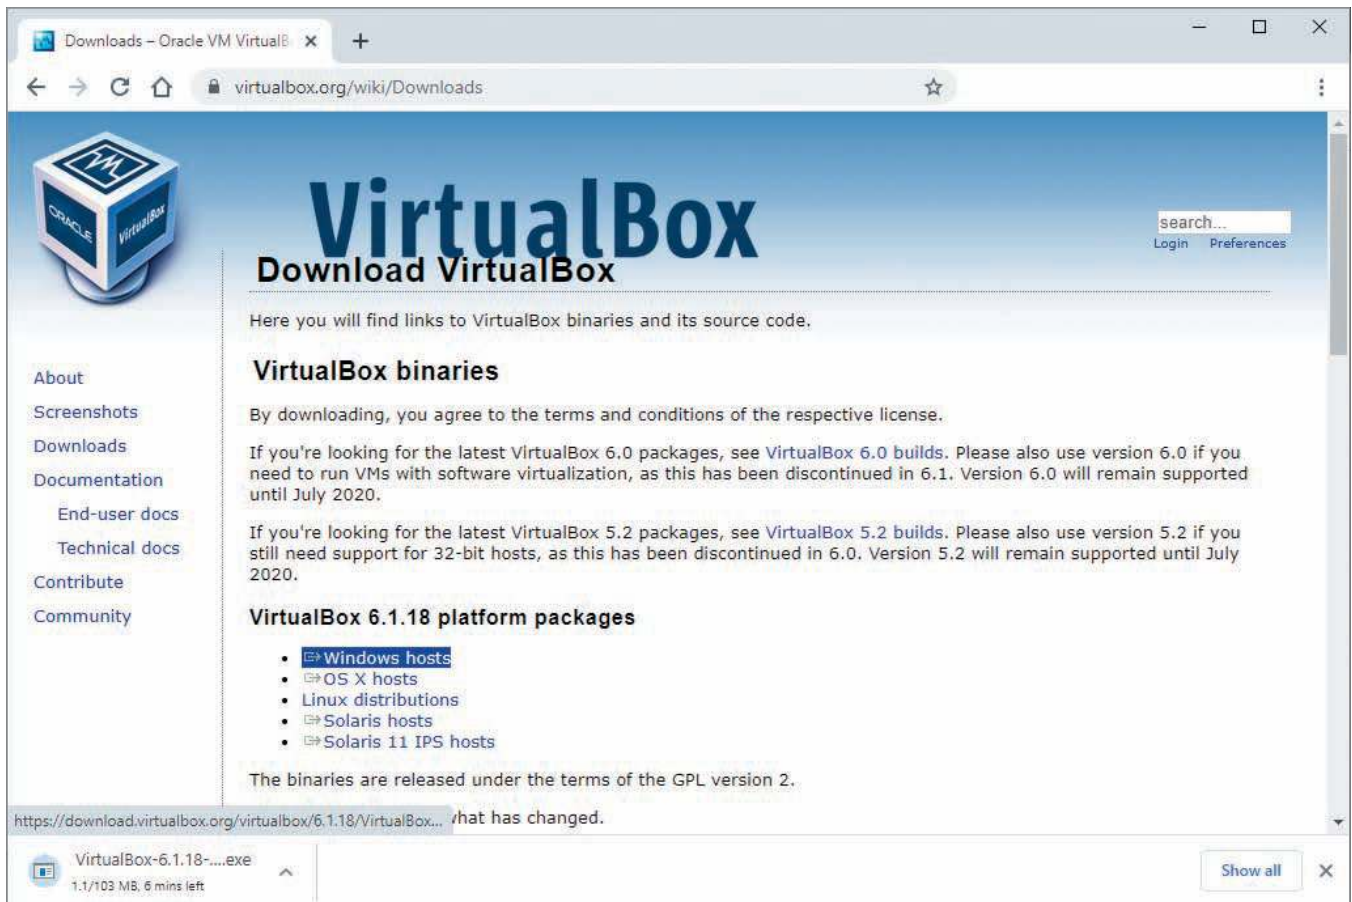 Downloads – Oracle VM VirtualB
virtualbox.org/wiki/Downloads
ORACLE
VM
VirtualBox
VirtualBox
search...
Login Preferences
Download VirtualBox
Here you will find links to VirtualBox binaries and its source code.
About
Screenshots
Downloads
Documentation
End-user docs
Technical docs
Contribute
Community
VirtualBox binaries
By downloading, you agree to the terms and conditions of the respective license.
If you're looking for the latest VirtualBox 6.0 packages, see VirtualBox 6.0 builds. Please also use version 6.0 if you
need to run VMs with software virtualization, as this has been discontinued in 6.1. Version 6.0 will remain supported
until July 2020.
If you're looking for the latest VirtualBox 5.2 packages, see VirtualBox 5.2 builds. Please also use version 5.2 if you
still need support for 32-bit hosts, as this has been discontinued in 6.0. Version 5.2 will remain supported until July
2020.
VirtualBox 6.1.18 platform packages
Windows hosts
OS X hosts
Linux distributions
Solaris hosts
Solaris 11 IPS hosts
The binaries are released under the terms of the GPL version 2.
https://download.virtualbox.org/virtualbox/6.1.18/VirtualBox... what has changed.
VirtualBox-6.1.18-....exe
1.1/103 MB, 6 mins left
Show all